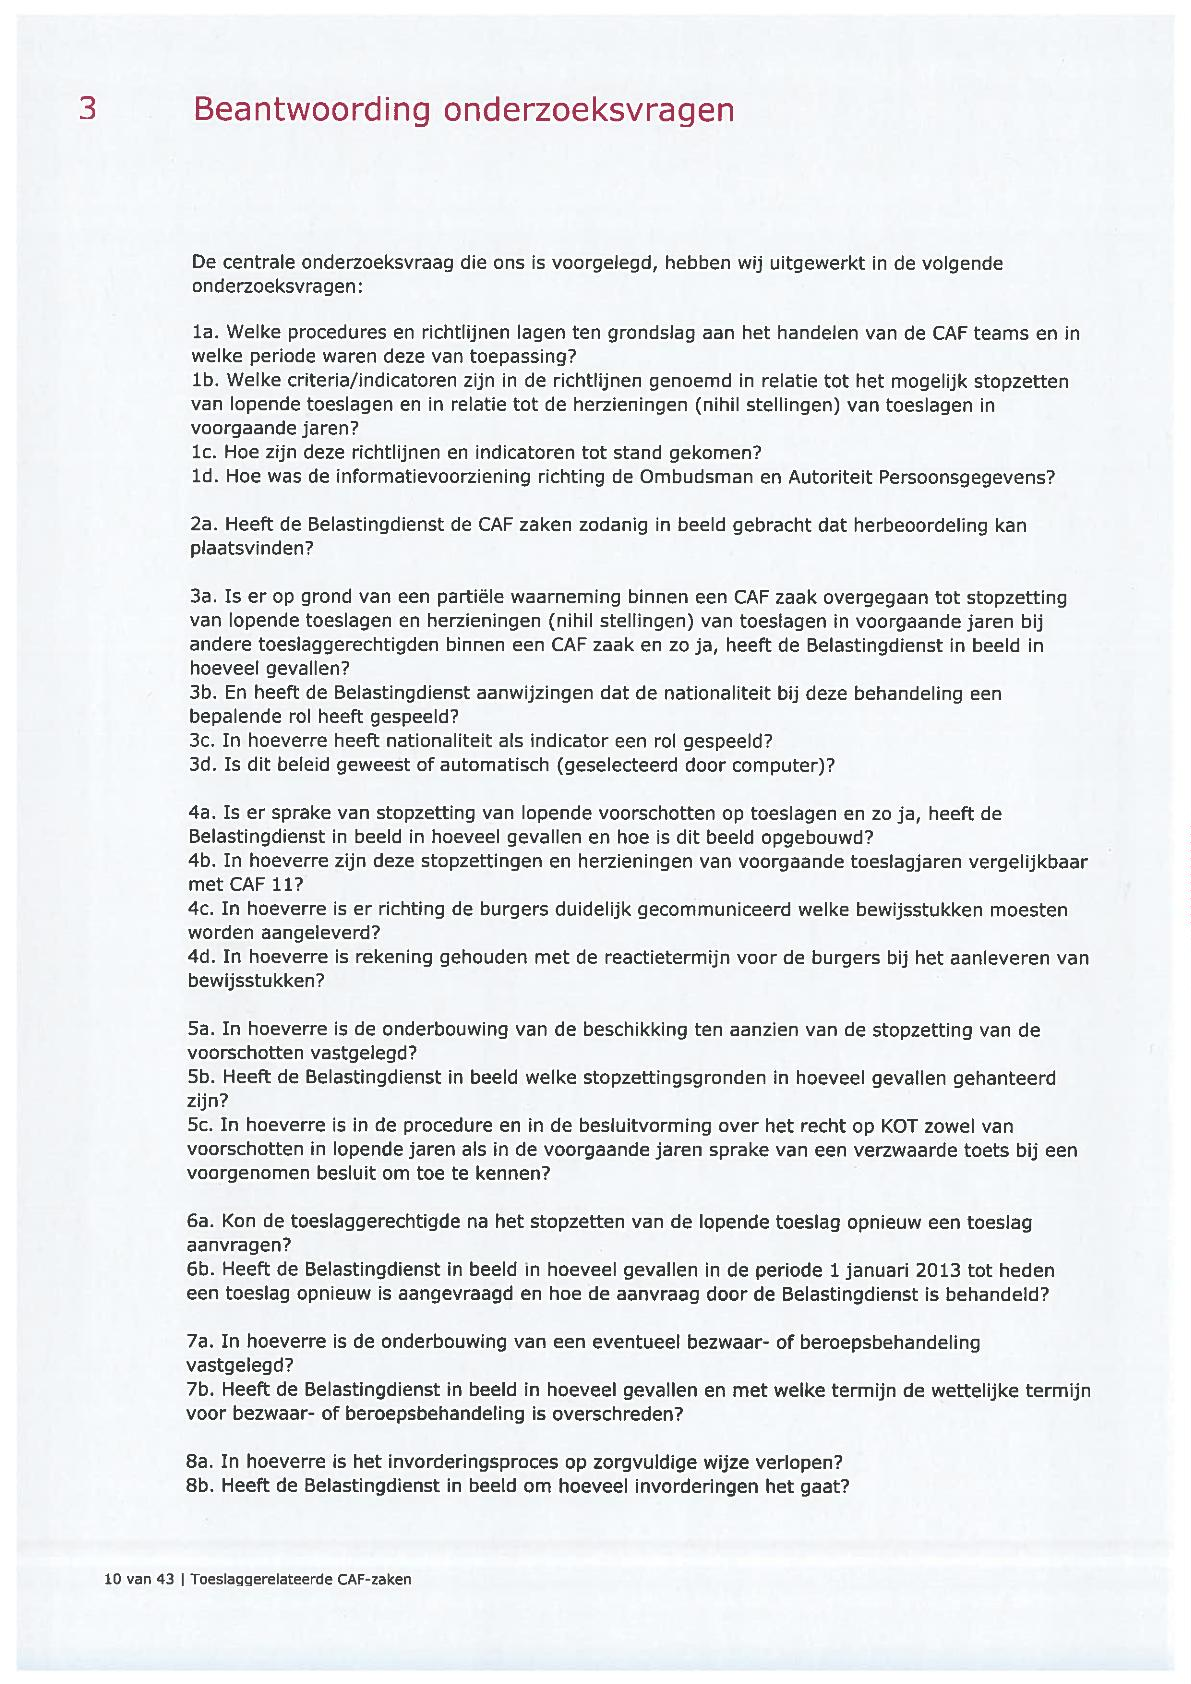 3 Beantwoording onderzoeksvragen
De centrale onderzoeksvraag die ons is voorgelegd, hebben wij uitgewerkt in de volgende
onderzoeksvragen:
1a. Welke procedures en richtlijnen lagen ten grondslag aan het handelen van de CAF teams en in
welke periode waren deze van toepassing?
1b. Welke criteria/indicatoren zijn in de richtlijnen genoemd in relatie tot het mogelijk stopzetten
van lopende toeslagen en in relatie tot de herzieningen (nihil stellingen) van toeslagen in
voorgaande jaren?
1c. Hoe zijn deze richtlijnen en indicatoren tot stand gekomen?
1d. Hoe was de informatievoorziening richting de Ombudsman en Autoriteit Persoonsgegevens?
2a. Heeft de Belastingdienst de CAF zaken zodanig in beeld gebracht dat herbeoordeling kan
plaatsvinden?
3a. Is er op grond van een partiële waarneming binnen een CAF zaak overgegaan tot stopzetting
van lopende toeslagen en herzieningen (nihil stellingen) van toeslagen in voorgaande jaren bij
andere toeslaggerechtigden binnen een CAF zaak en zo ja, heeft de Belastingdienst in beeld in
hoeveel gevallen?
3b. En heeft de Belastingdienst aanwijzingen dat de nationaliteit bij deze behandeling een
bepalende rol heeft gespeeld?
3c. In hoeverre heeft nationaliteit als indicator een rol gespeeld?
3d. Is dit beleid geweest of automatisch (geselecteerd door computer)?
4a. Is er sprake van stopzetting van lopende voorschotten op toeslagen en zo ja, heeft de
Belastingdienst in beeld in hoeveel gevallen en hoe is dit beeld opgebouwd?
4b. In hoeverre zijn deze stopzettingen en herzieningen van voorgaande toeslagjaren vergelijkbaar
met CAF 11?
4c. In hoeverre is er richting de burgers duidelijk gecommuniceerd welke bewijsstukken moesten
worden aangeleverd?
4d. In hoeverre is rekening gehouden met de reactietermijn voor de burgers bij het aanleveren van
bewijsstukken?
5a. In hoeverre is de onderbouwing van de beschikking ten aanzien van de stopzetting van de
voorschotten vastgelegd?
5b. Heeft de Belastingdienst in beeld welke stopzettingsgronden in hoeveel gevallen gehanteerd
zijn?
5c. In hoeverre is in de procedure en in de besluitvorming over het recht op KOT zowel van
voorschotten in lopende jaren als in de voorgaande jaren sprake van een verzwaarde toets bij een
voorgenomen besluit om toe te kennen?
6a. Kon de toeslaggerechtigde na het stopzetten van de lopende toeslag opnieuw een toeslag
aanvragen?
6b. Heeft de Belastingdienst in beeld in hoeveel gevallen in de periode 1 januari 2013 tot heden
een toeslag opnieuw is aangevraagd en hoe de aanvraag door de Belastingdienst is behandeld?
7a. In hoeverre is de onderbouwing van een eventueel bezwaar- of beroepsbehandeling
vastgelegd?
7b. Heeft de Belastingdienst in beeld in hoeveel gevallen en met welke termijn de wettelijke termijn
voor bezwaar- of beroepsbehandeling is overschreden?
8a. In hoeverre is het invorderingsproces op zorgvuldige wijze verlopen?
8b. Heeft de Belastingdienst in beeld om hoeveel invorderingen het gaat?
10 van 43 | Toeslaggerelateerde CAF-zaken